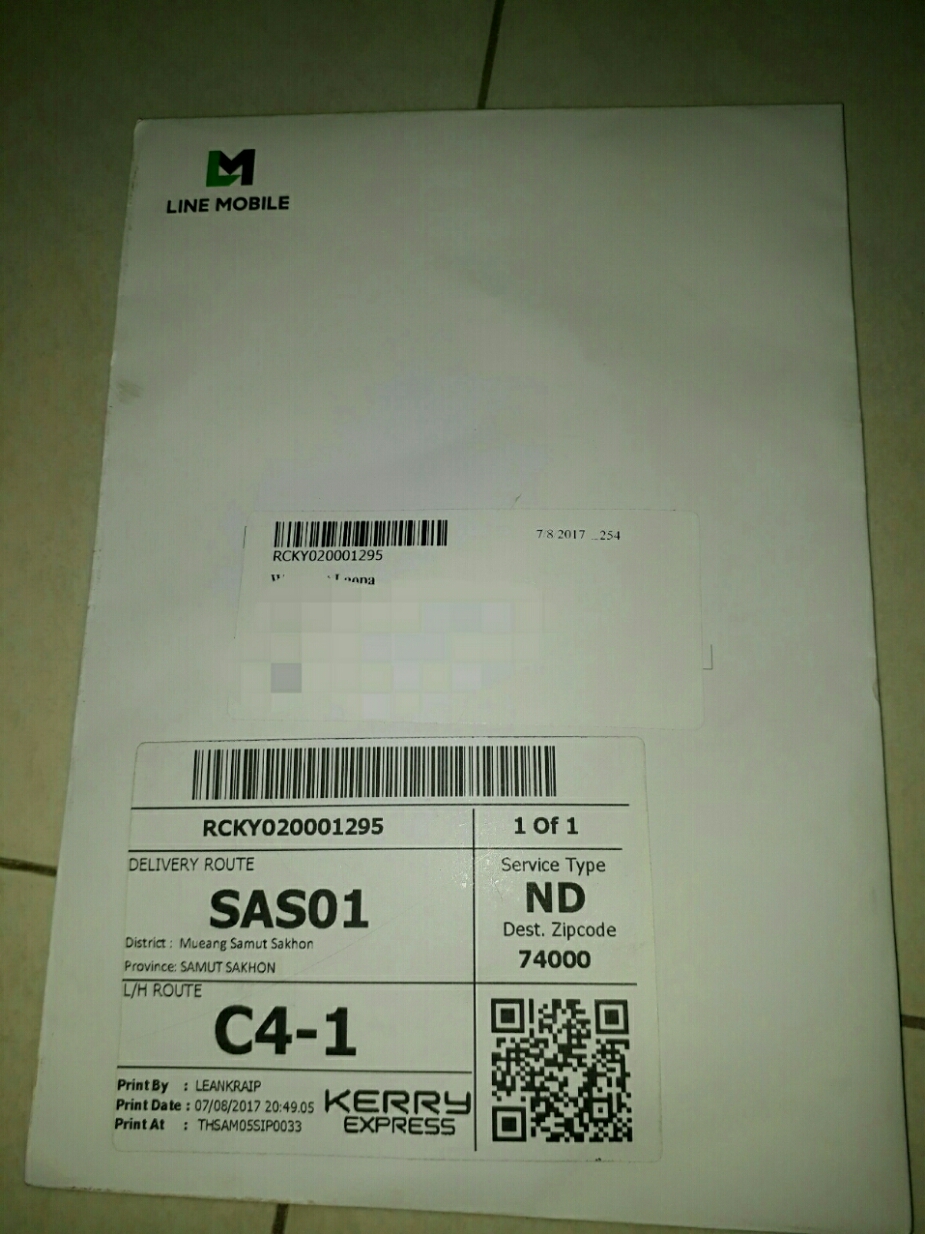 LINE MOBILE
RCKY020001295
7/8/2017
254
RCKY020001295
1 Of 1
DELIVERY ROUTE
SAS01
District : Mueang Samut Sakhon
Province: SAMUT SAKHON
Service Type
ND
Dest. Zipcode
74000
L/H ROUTE
C4-1
Print By : LEANKRAIP
Print Date : 07/08/2017 20:49.05
Print At : THSAM05SIP0033
KERRY
EXPRESS